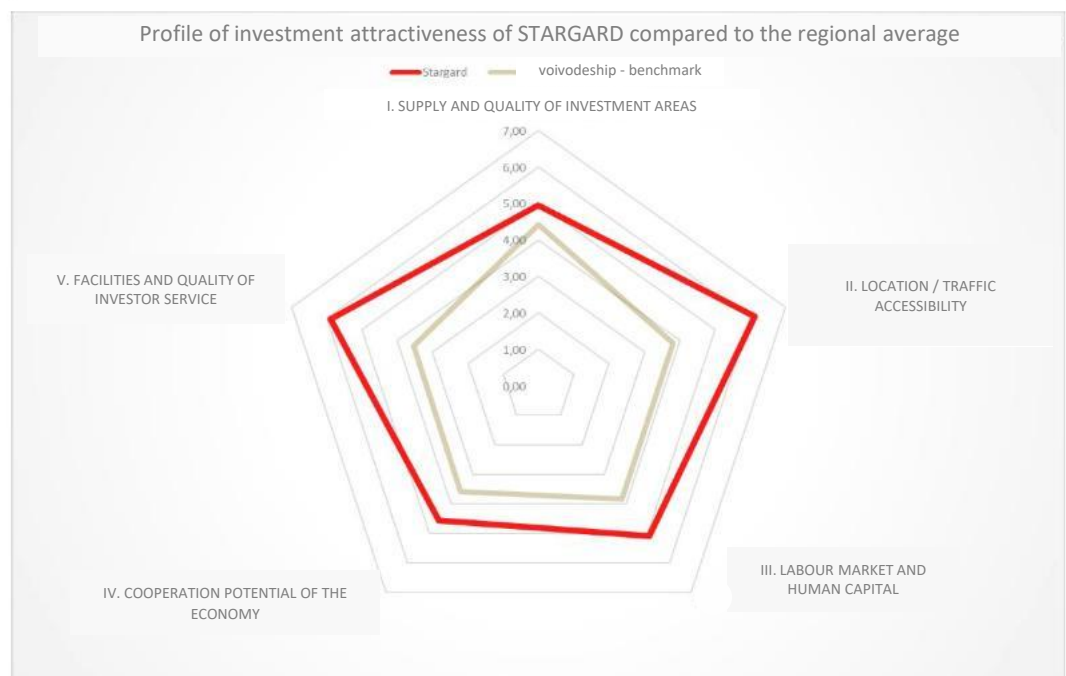 Profile of investment attractiveness of STARGARD compared to the regional average
Stargard voivodeship - benchmark
I. SUPPLY AND QUALITY OF INVESTMENT AREAS
7,00
6,00
5,00
4,00
3,00
2,00
1,00
0,00
V. FACILITIES AND QUALITY OF
INVESTOR SERVICE
II. LOCATION / TRAFFIC
ACCESSIBILITY
III. LABOUR MARKET AND
HUMAN CAPITAL
IV. COOPERATION POTENTIAL OF THE
ECONOMY